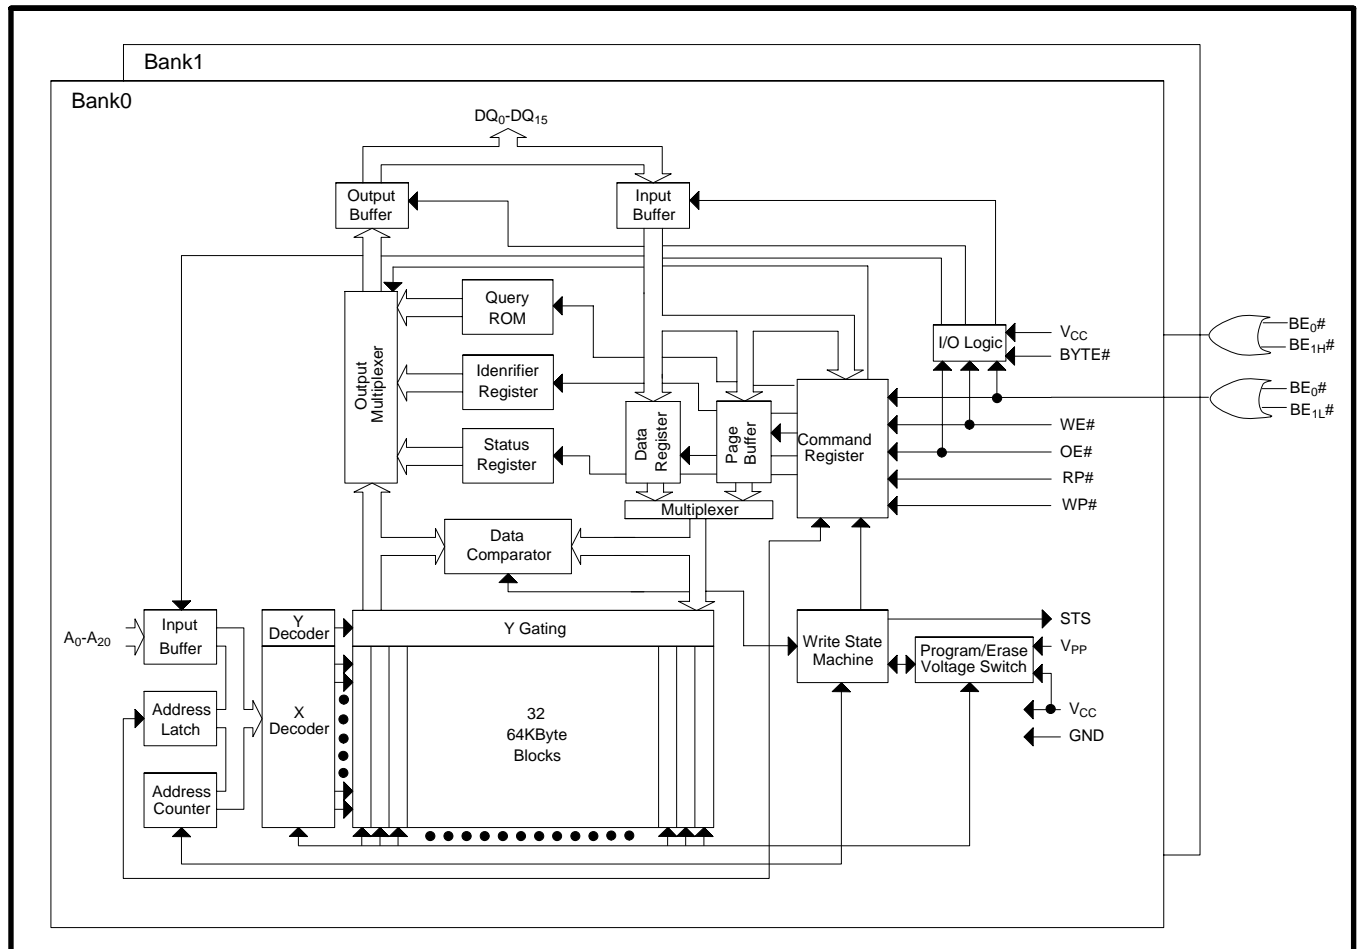 Bank1
Bank0
DQ0-DQ15
Output
Buffer
Input
Buffer
Query
ROM
I/O Logic
VCC
BYTE#
BE0#
BE1H#
Output
Multiplexer
Idenrifier
Register
BE0#
BE1L#
Data
Register
Page
Buffer
Command
Register
WE#
OE#
RP#
WP#
Status
Register
Multiplexer
Data
Comparator
A0-A20
Input
Buffer
Y
Decoder
Y Gating
Write State
Machine
STS
Program/Erase
Voltage Switch
VPP
Address
Latch
X
Decoder
32
64KByte
Blocks
VCC
GND
Address
Counter